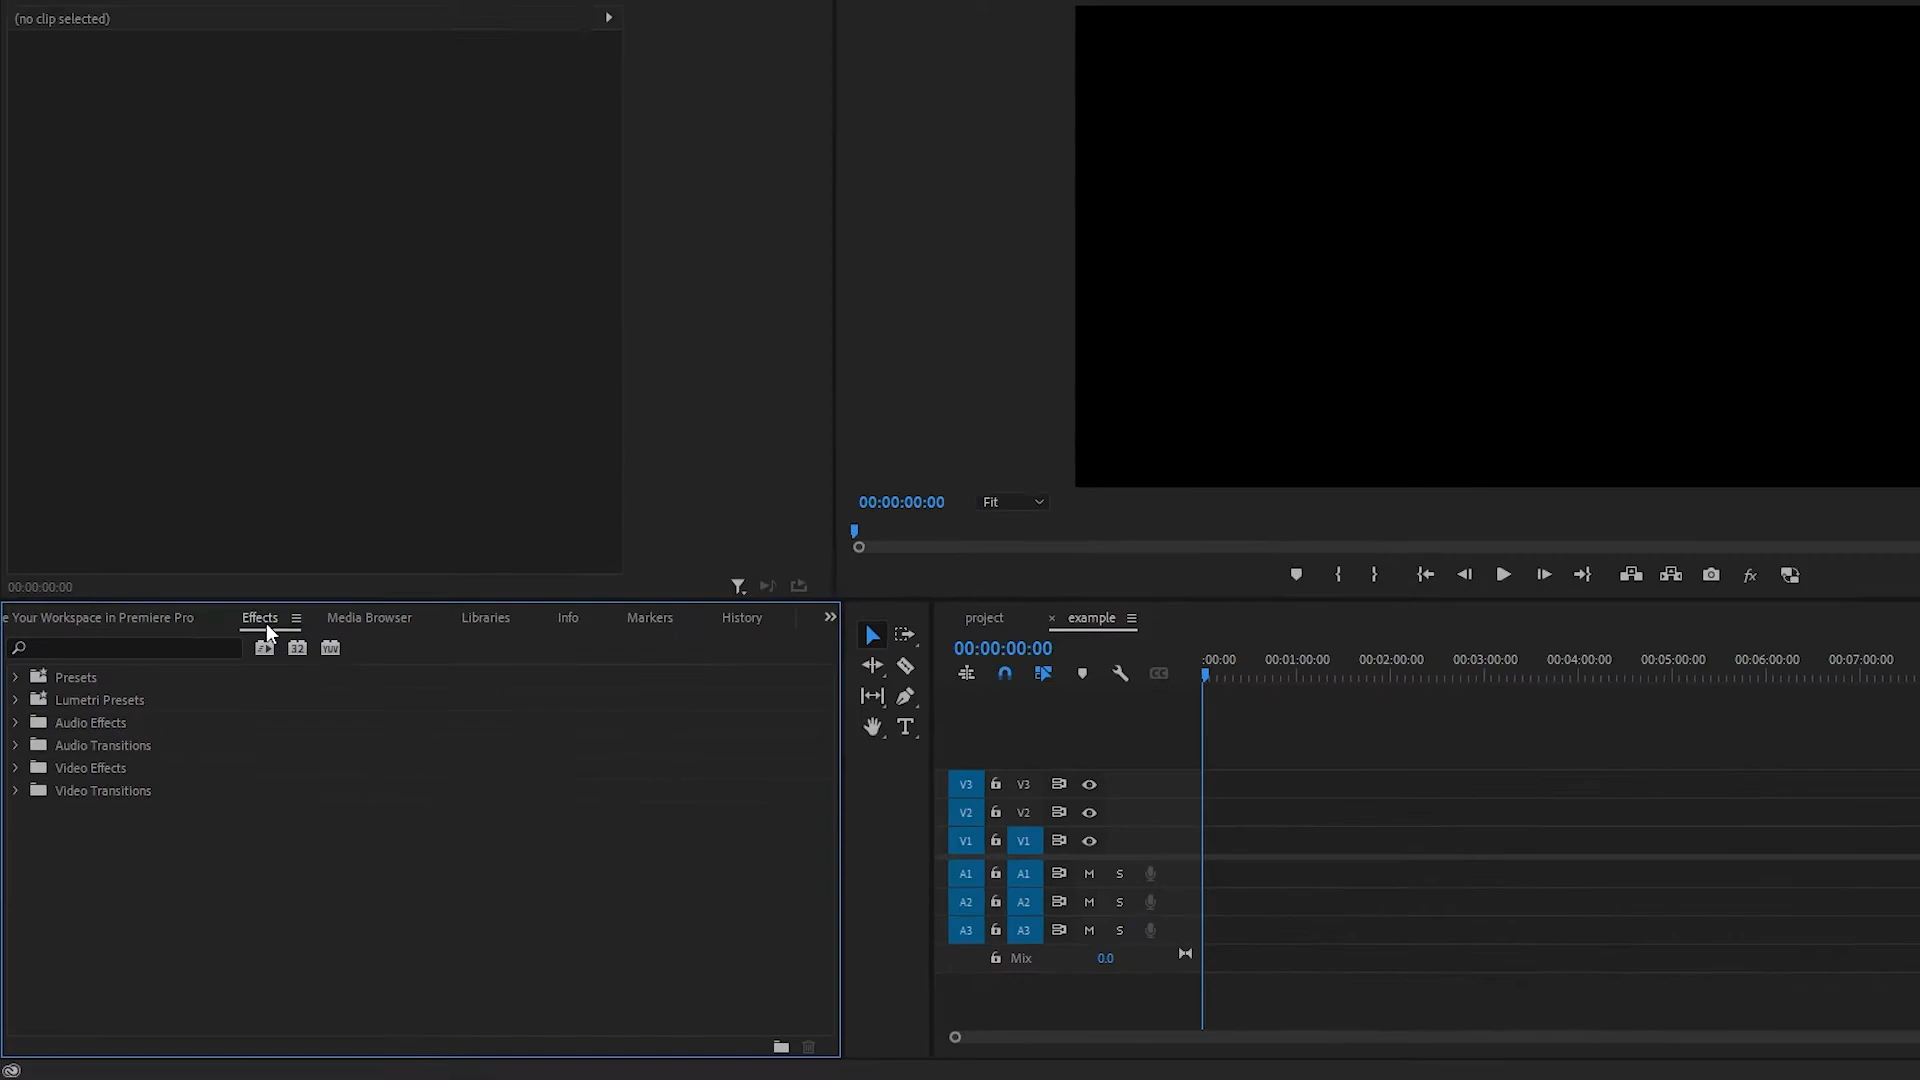 (no clip selected)
00:00:00:00
Fit
00:00:00:00
e Your Workspace in Premiere Pro
Effects
Media Browser
Libraries
Info
Markers
History
32
YUV
Presets
Lumetri Presets
Audio Effects
Audio Transitions
Video Effects
Video Transitions
T
fx
project
× example
00:00:00:00
:00:00
00:01:00:00
00:02:00:00
00:03:00:00
00:04:00:00
00:05:00:00
00:06:00:00
00:07:00:00
CC
V3 V3
V2 V2
V1 V1
A1 A1 M S
A2 A2 M S
A3 A3 M S
Mix 0.0